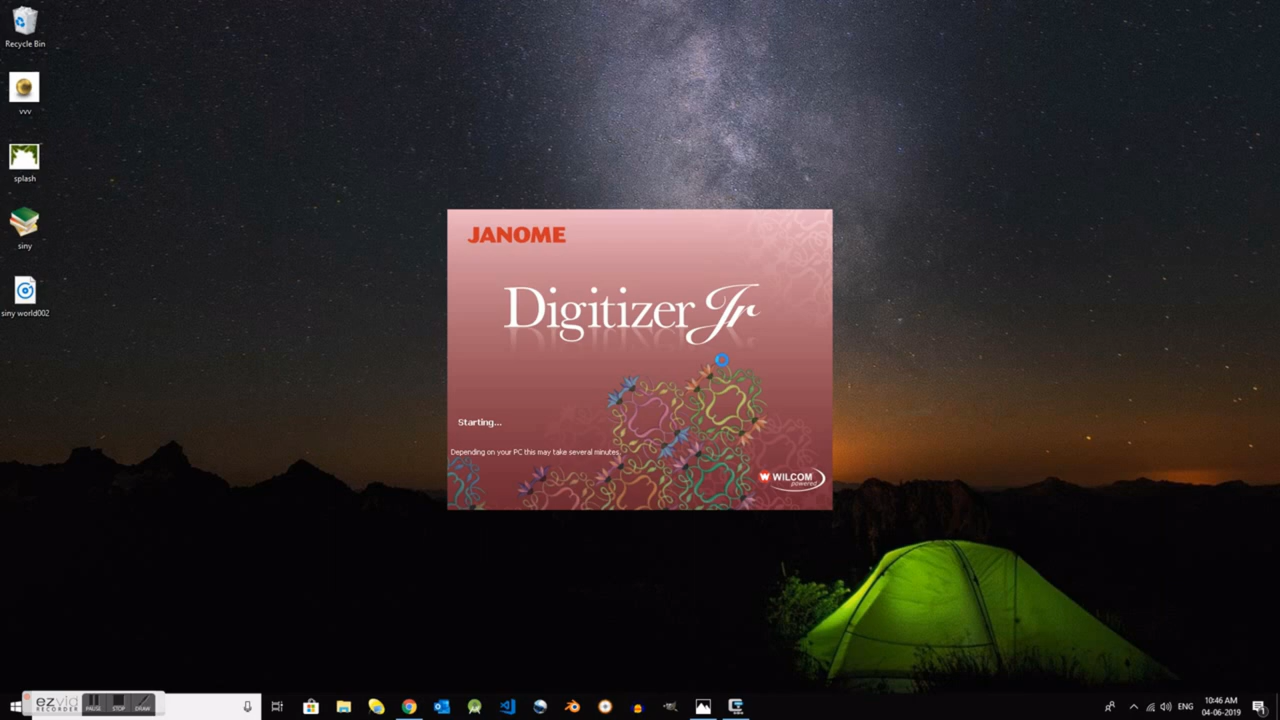 Recycle Bin
vvv
splash
siny
siny world002
JANOME
Digitizer Jr
Starting...
Depending on your PC this may take several minutes
WILCOM
powered
ezvid
RECORDER
PAUSE
STOP
DRAW
ENG
10:46 AM
04-06-2019